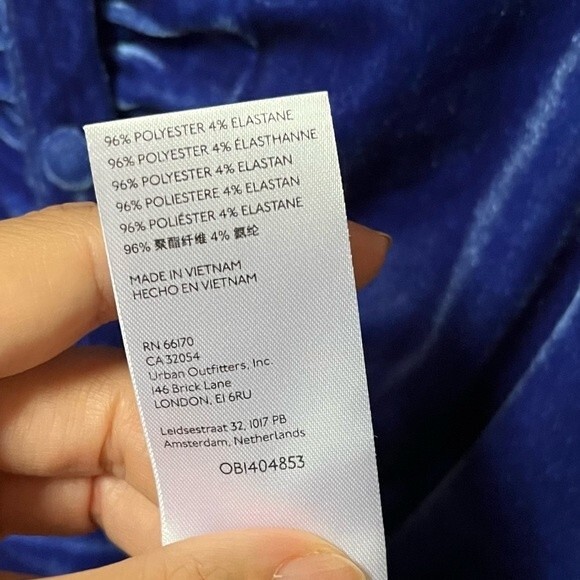 96% POLYESTER 4% ELASTANE
96% POLYESTER 4% ÉLASTHANNE
96% POLYESTER 4% ELASTAN
96% POLIESTERE 4% ELASTAN
96% POLIÉSTER 4% ELASTANE
96% 聚酯纤维 4% 氨纶
MADE IN VIETNAM
HECHO EN VIETNAM
RN 66170
CA 32054
Urban Outfitters, Inc.
146 Brick Lane
LONDON, E1 6RU
Leidsestraat 32, 1017 PB
Amsterdam, Netherlands
OB1404853